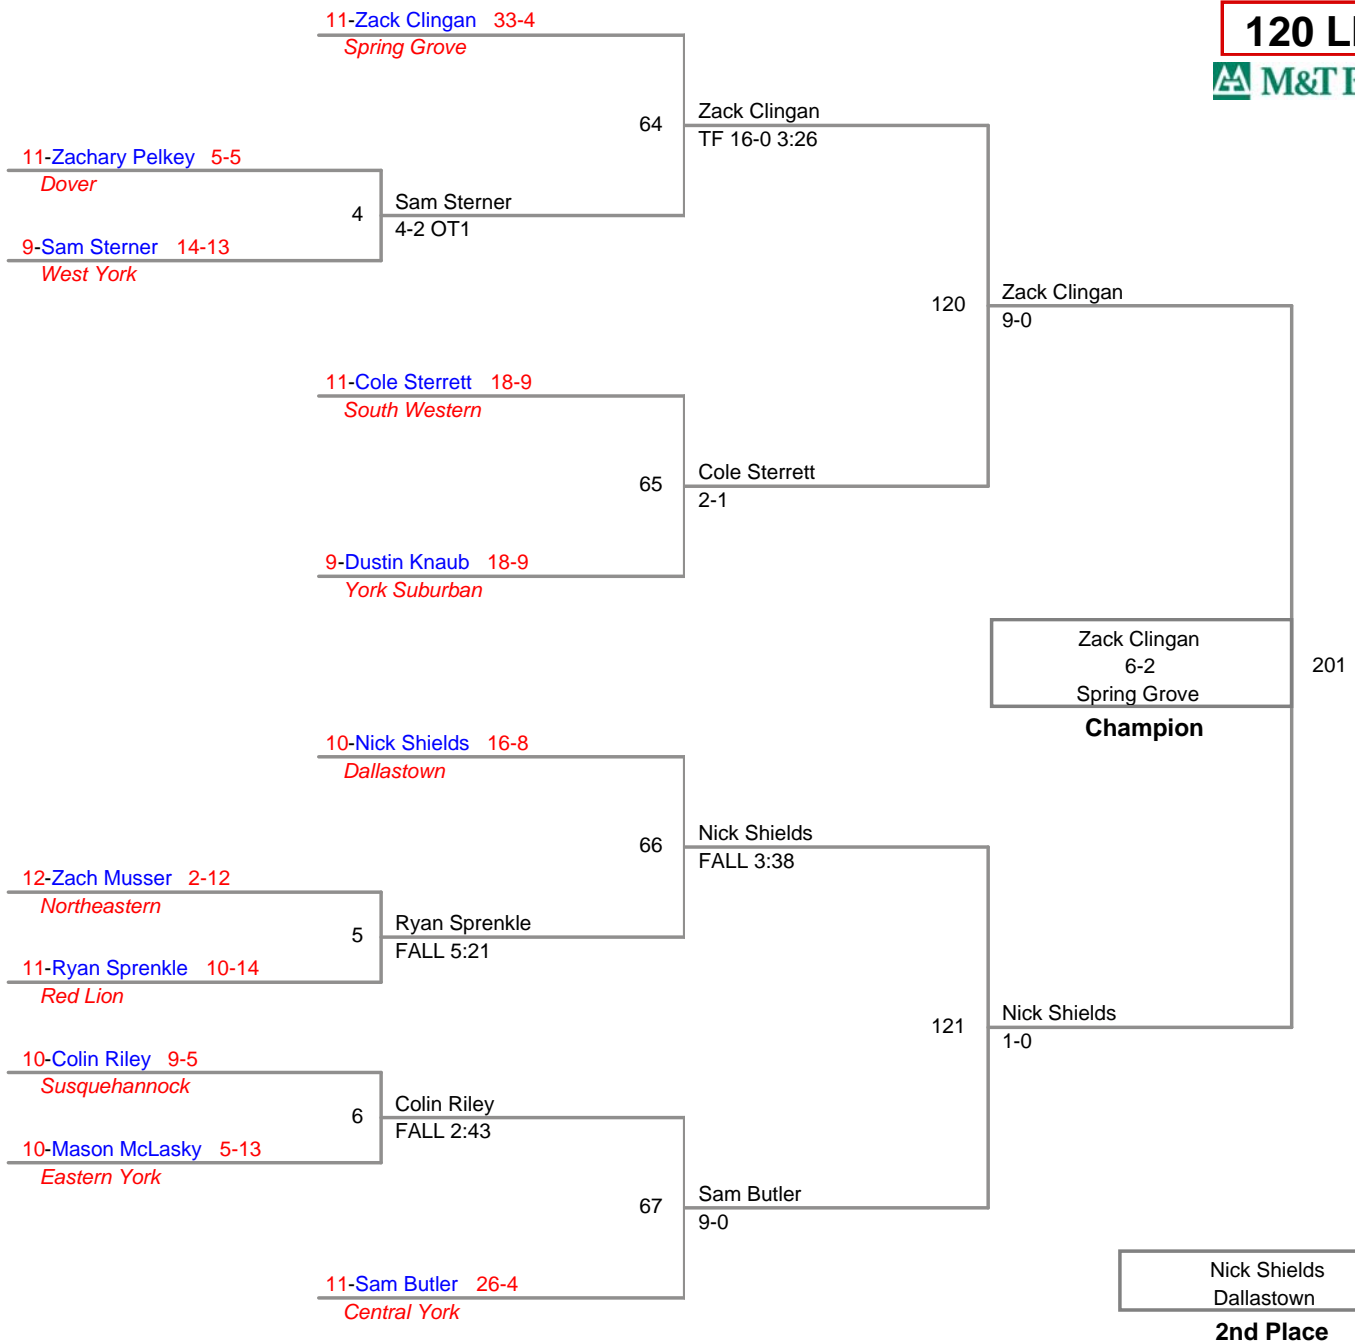 11-Zack Clingan 33-4
Spring Grove
120 L
M&T
64
Zack Clingan
TF 16-0 3:26
11-Zachary Pelkey 5-5
Dover
4
Sam Sterner
4-2 OT1
9-Sam Sterner 14-13
West York
120
Zack Clingan
9-0
11-Cole Sterrett 18-9
South Western
65
Cole Sterrett
2-1
9-Dustin Knaub 18-9
York Suburban
Zack Clingan
6-2
Spring Grove
201
Champion
10-Nick Shields 16-8
Dallastown
66
Nick Shields
FALL 3:38
12-Zach Musser 2-12
Northeastern
5
Ryan Sprenkle
FALL 5:21
11-Ryan Sprenkle 10-14
Red Lion
121
Nick Shields
1-0
10-Colin Riley 9-5
Susquehannock
6
Colin Riley
FALL 2:43
10-Mason McLasky 5-13
Eastern York
67
Sam Butler
9-0
11-Sam Butler 26-4
Central York
Nick Shields
Dallastown
2nd Place